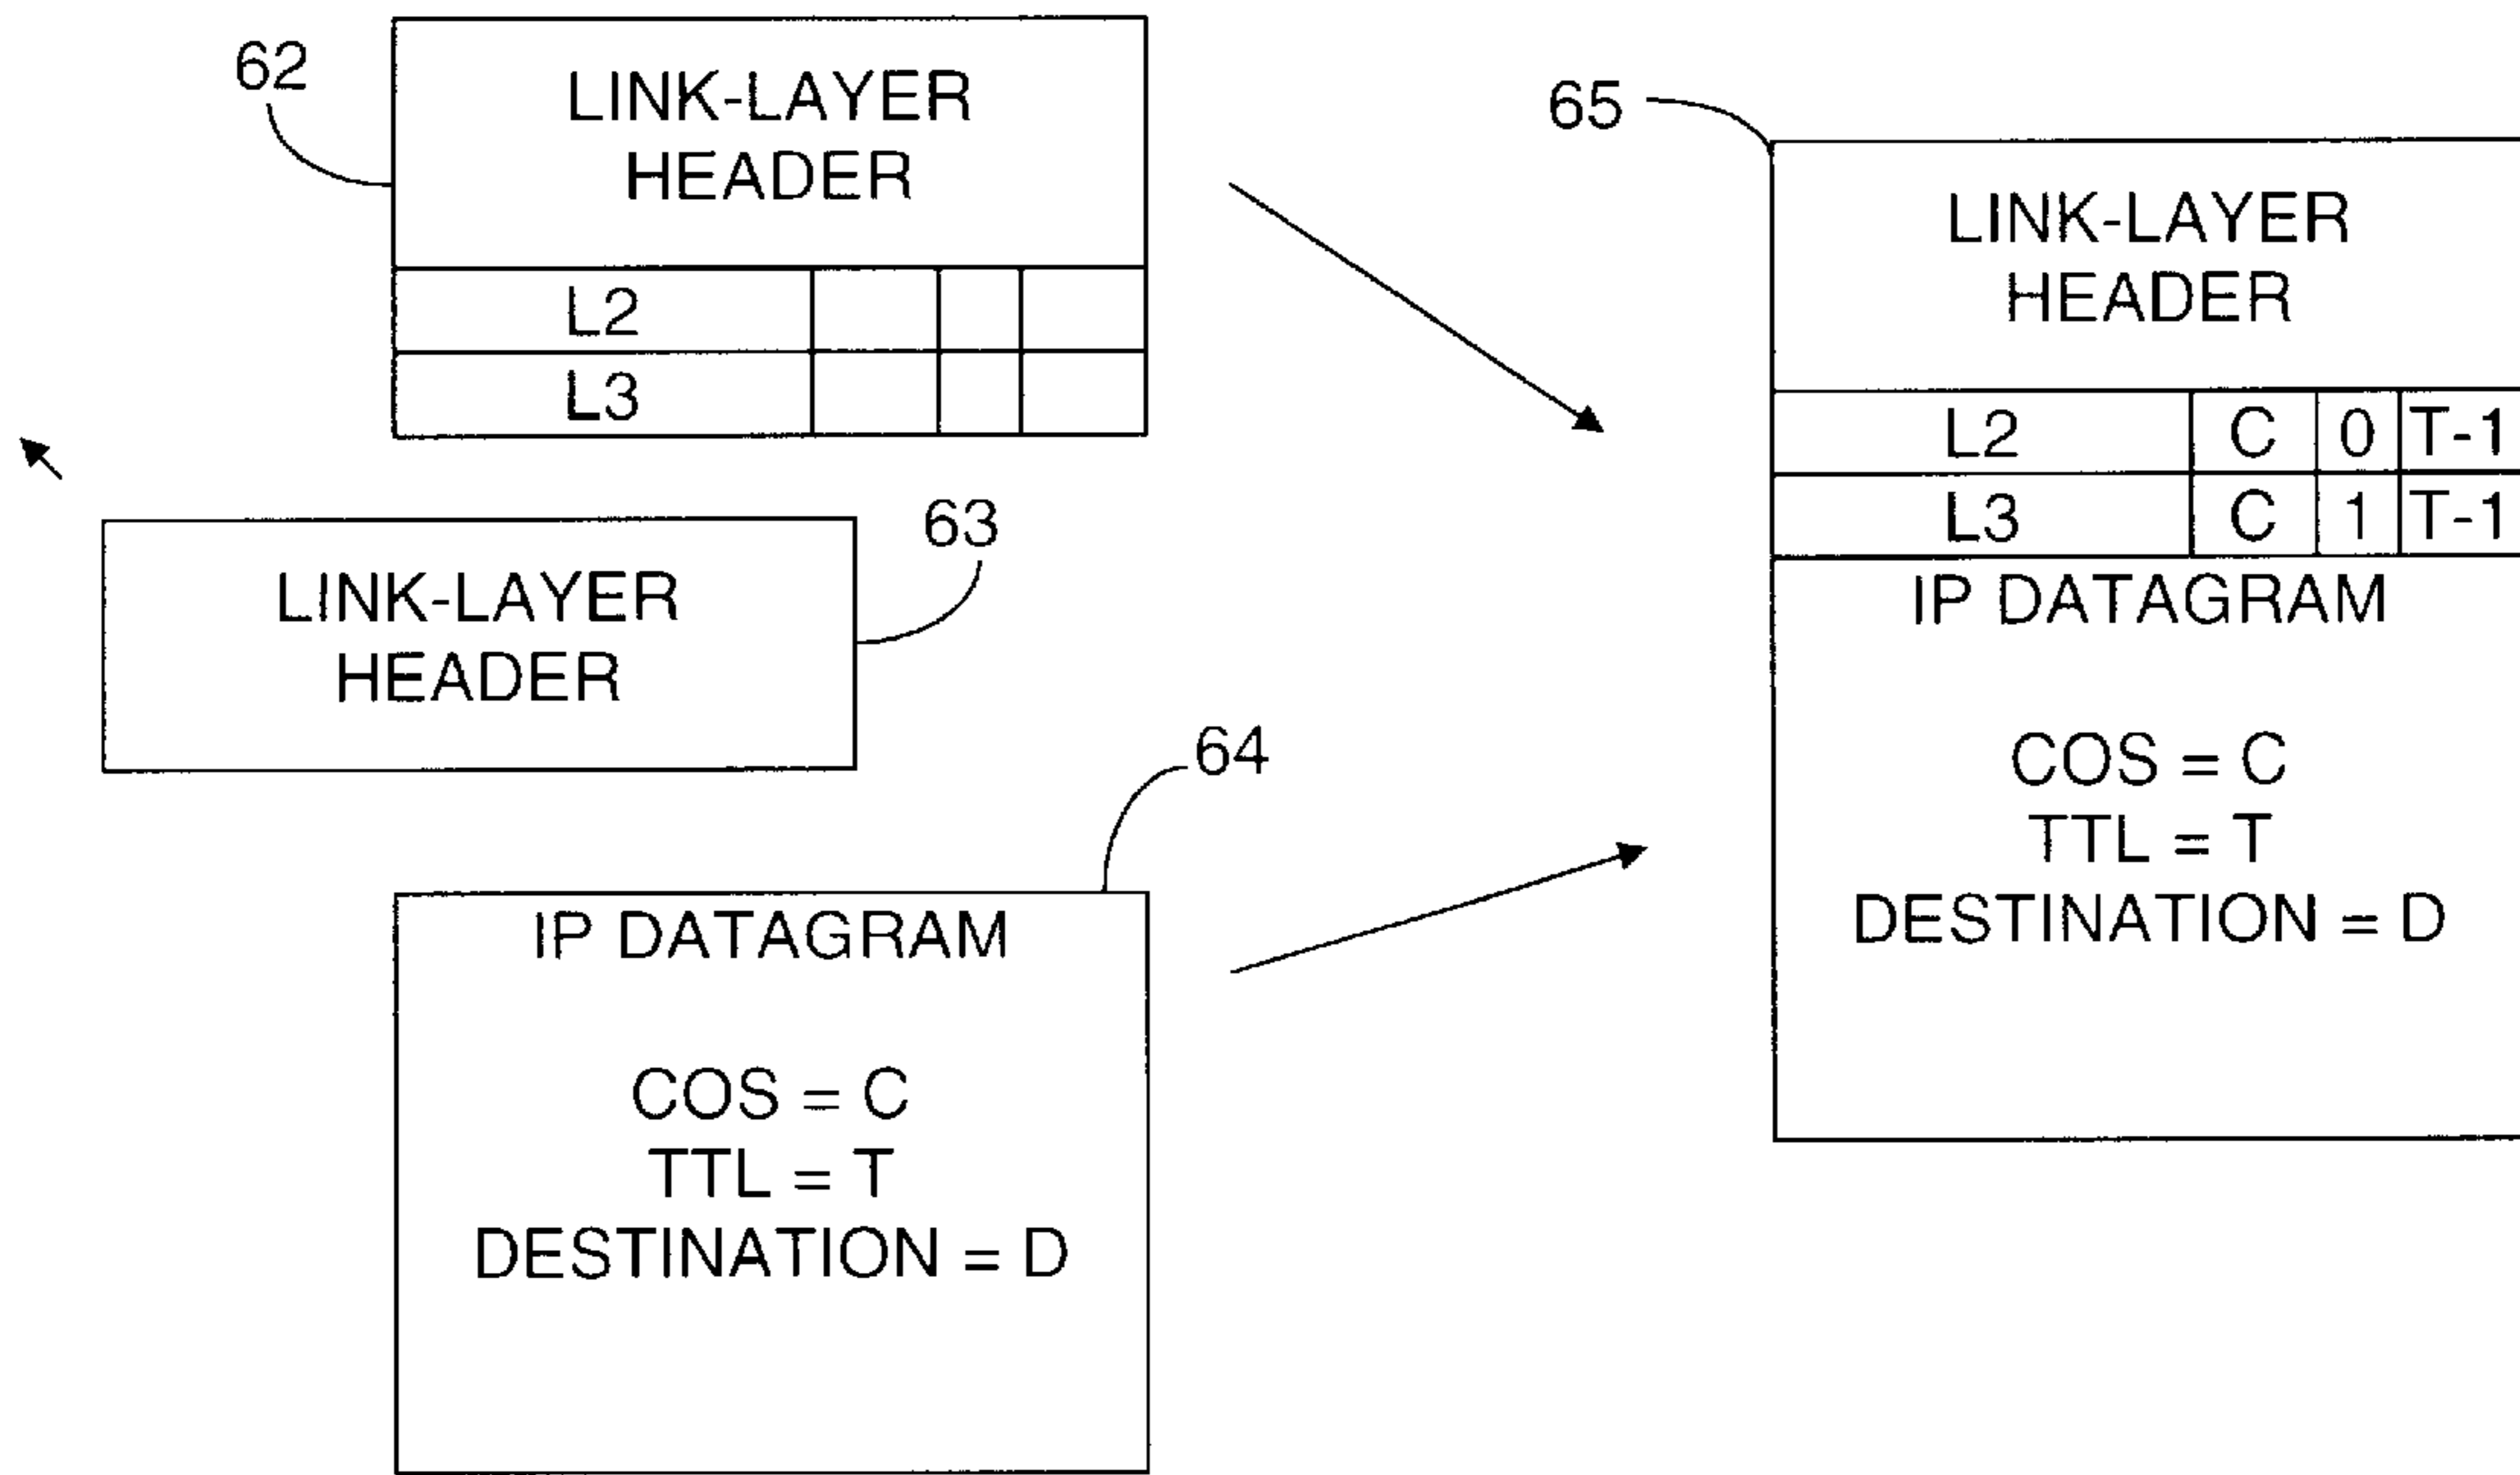 62
LINK-LAYER
HEADER
L2
L3
63
LINK-LAYER
HEADER
64
IP DATAGRAM
COS = C
TTL = T
DESTINATION = D
65
LINK-LAYER
HEADER
L2 C 0 T-1
L3 C 1 T-1
IP DATAGRAM
COS = C
TTL = T
DESTINATION = D